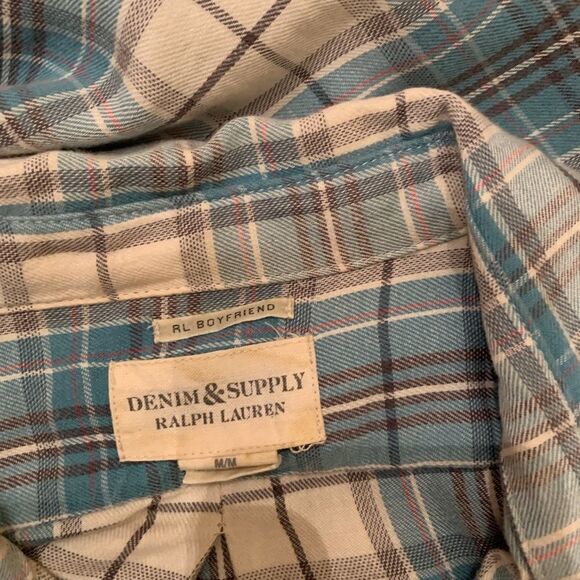 RL BOYFRIEND
DENIM & SUPPLY
RALPH LAUREN
M/M